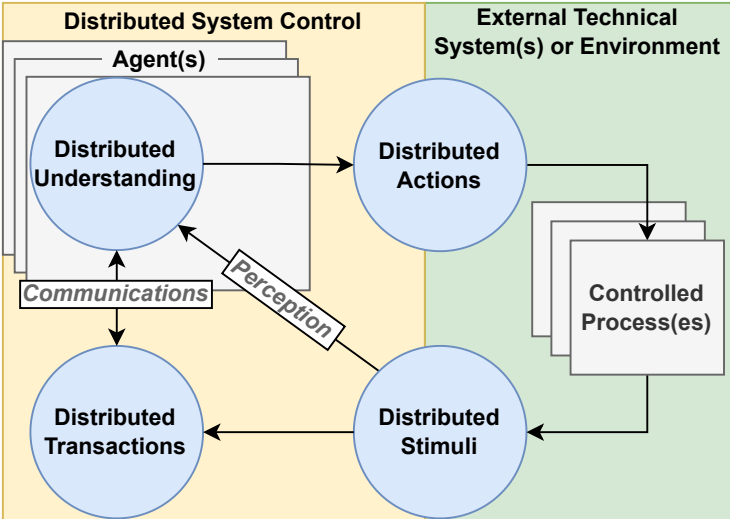 Distributed System Control
External Technical
System(s) or Environment
Agent(s)
Distributed
Understanding
Distributed
Actions
Communications
Perception
Controlled
Process(es)
Distributed
Transactions
Distributed
Stimuli